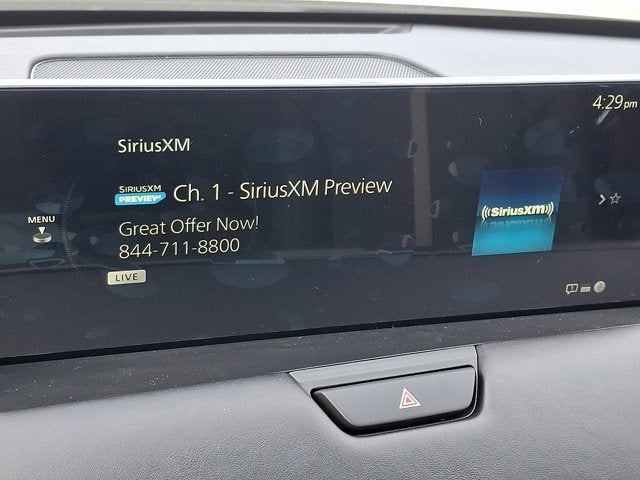 4:29pm
SiriusXM
SIRIUSXM
PREVIEW
Ch. 1 - SiriusXM Preview
((SiriusXM))
MENU
Great Offer Now!
844-711-8800
LIVE